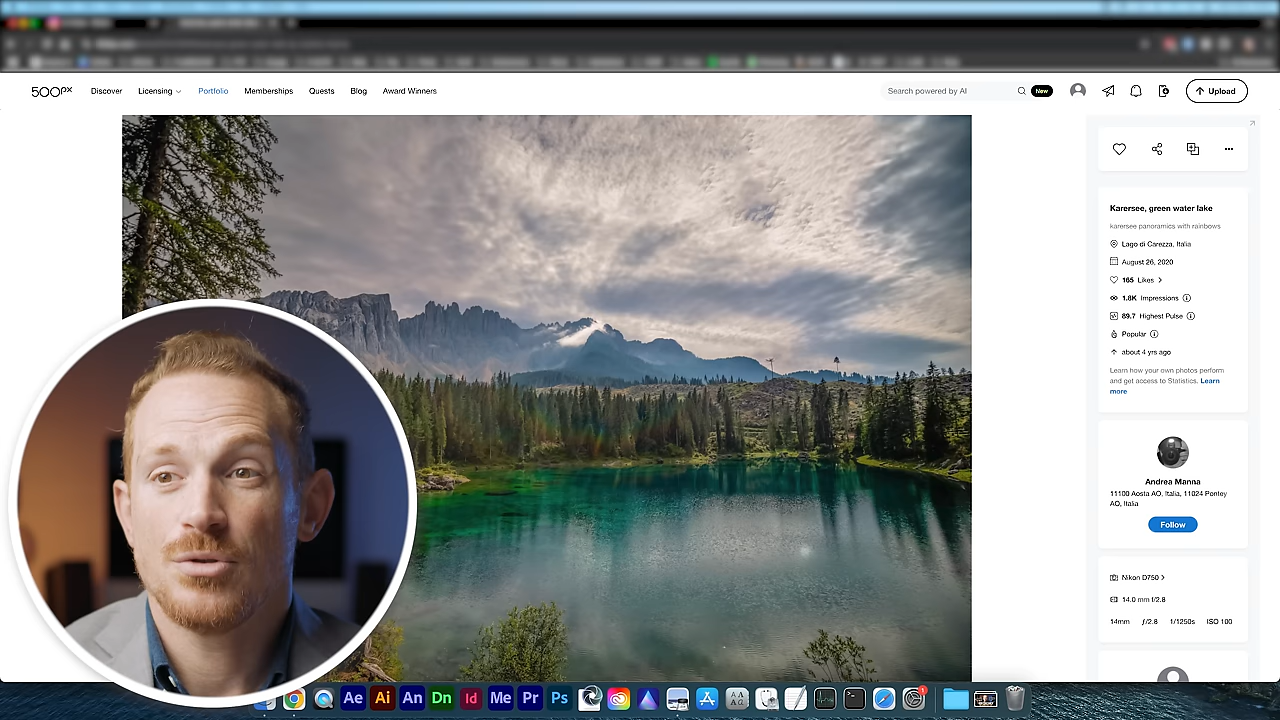 500px
Discover
Licensing
Portfolio
Memberships
Quests
Blog
Award Winners
Search powered by AI
New
Upload
Karersee, green water lake
karersee panoramics with rainbows
Lago di Carezza, Italia
August 26, 2020
165 Likes
1.8K Impressions
89.7 Highest Pulse
Popular
about 4 yrs ago
Learn how your own photos perform
and get access to Statistics. Learn
more
Andrea Manna
11100 Aosta AO, Italia, 11024 Pontey
AO, Italia
Follow
Nikon D750
14.0 mm f/2.8
14mm ƒ/2.8 1/1250s ISO 100
Ae
Ai
An
Dn
Id
Me
Pr
Ps
1